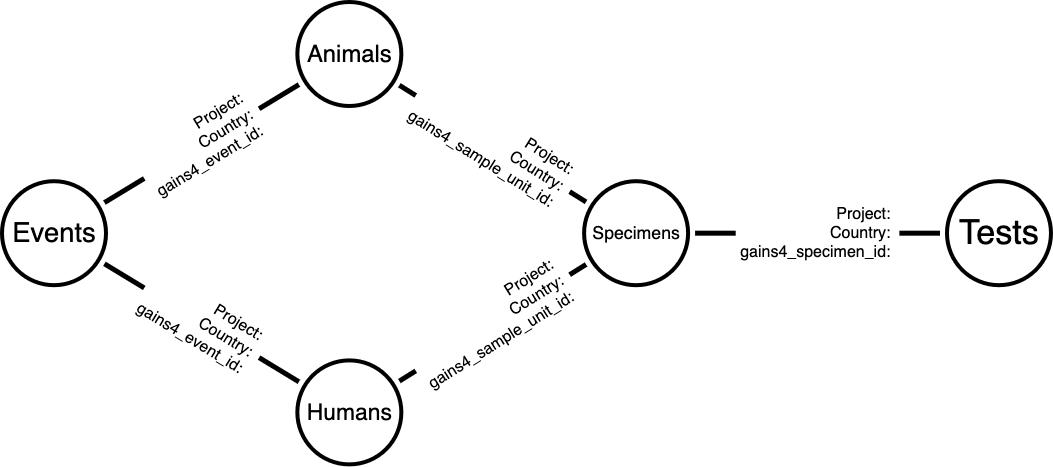 Animals
Project:
Country:
gains4_event_id:
gains4_sample_unit_id:
Project:
Country:
Events
Specimens
Project:
Country:
gains4_specimen_id:
Tests
Project:
Country:
gains4_event_id:
Project:
Country:
gains4_sample_unit_id:
Humans